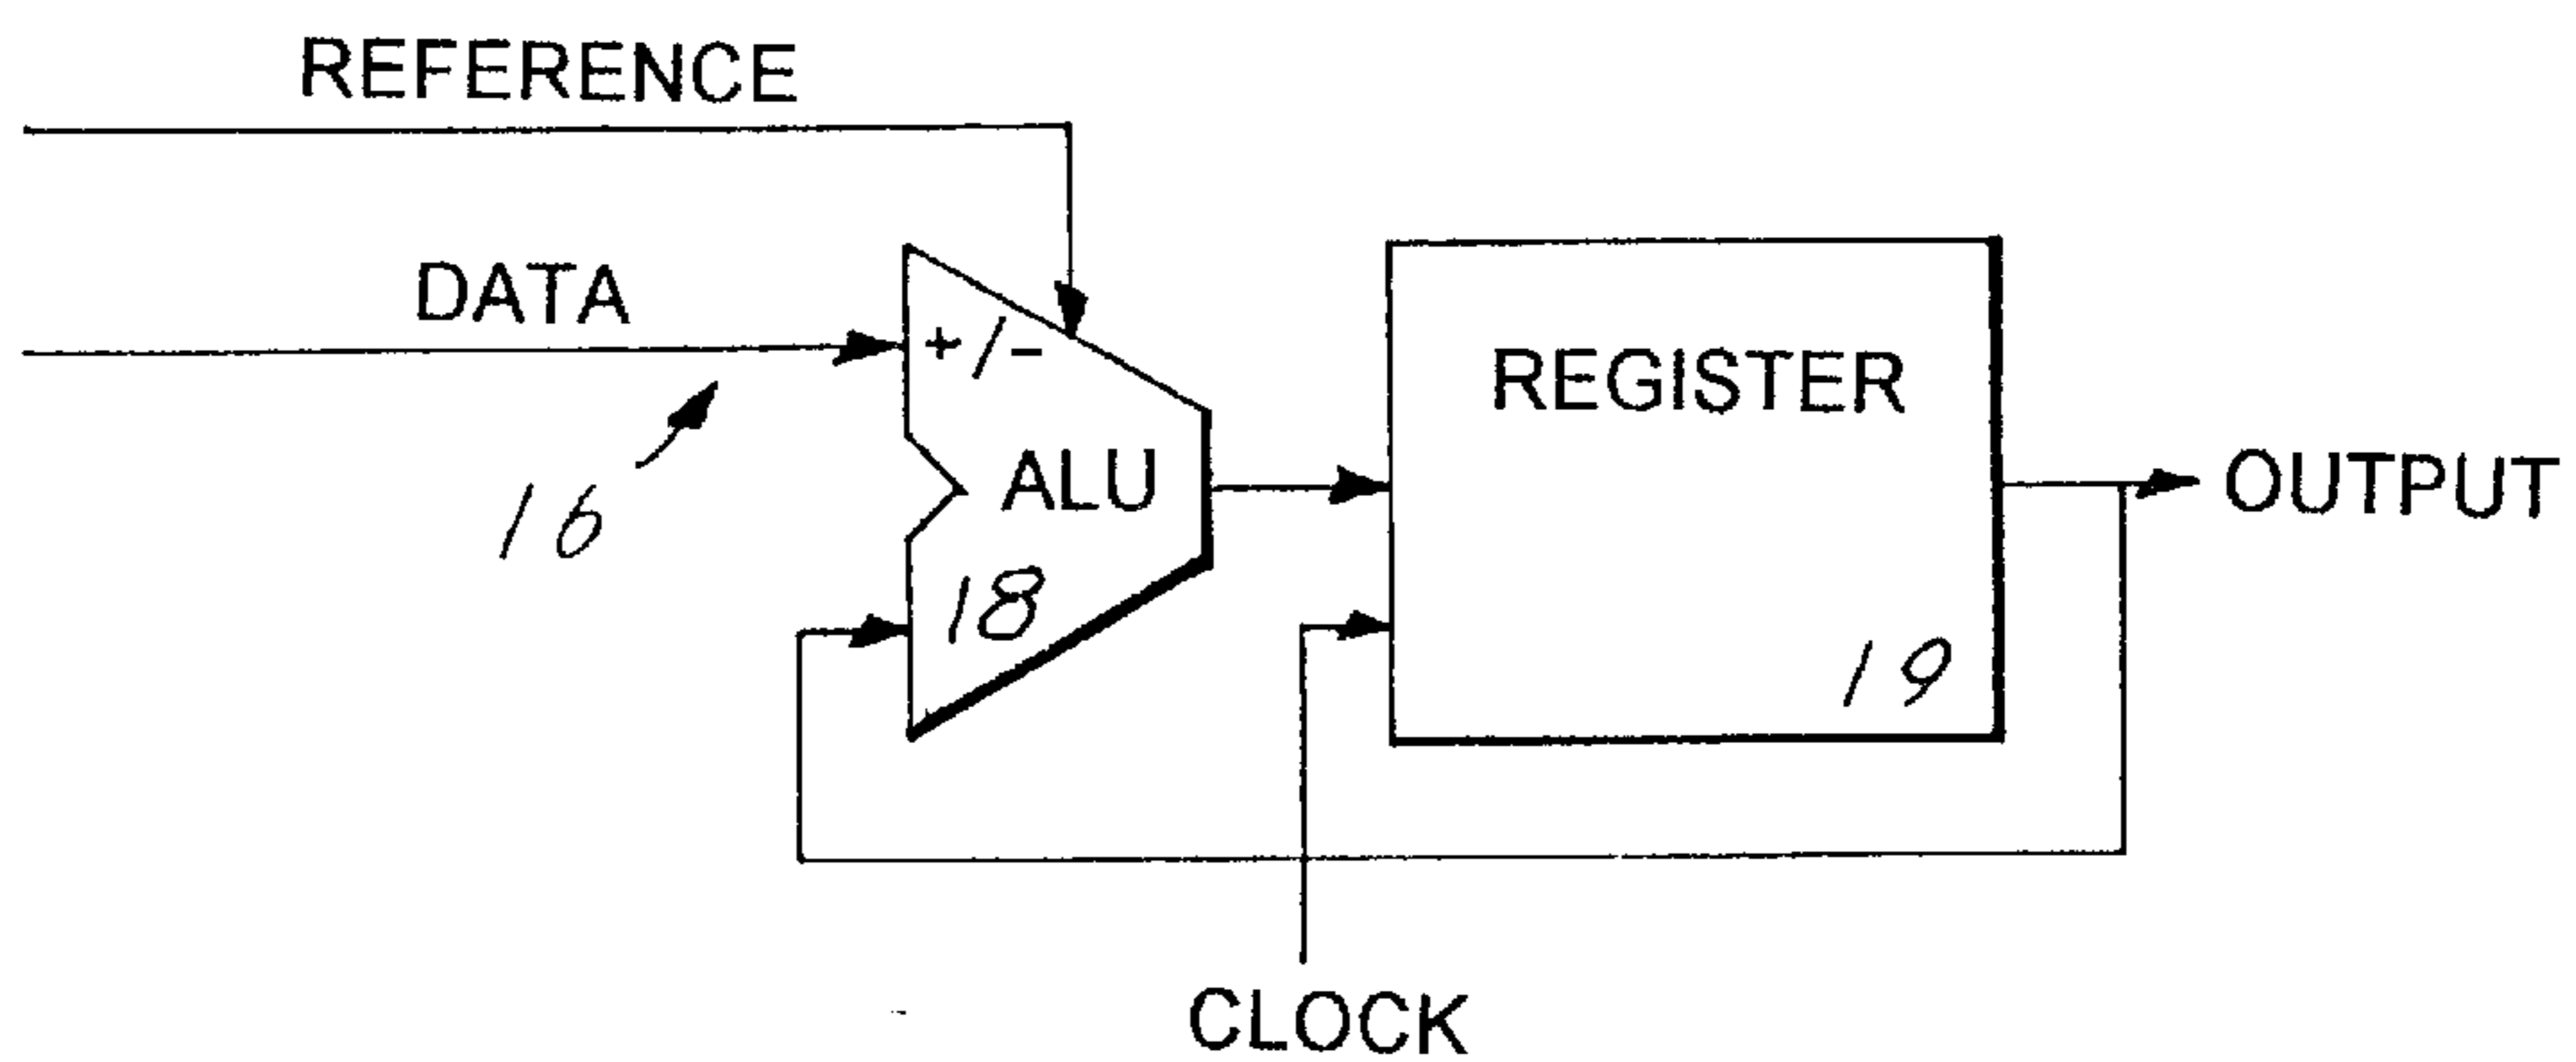 REFERENCE
DATA
+/-
REGISTER
ALU
OUTPUT
16
18
19
CLOCK